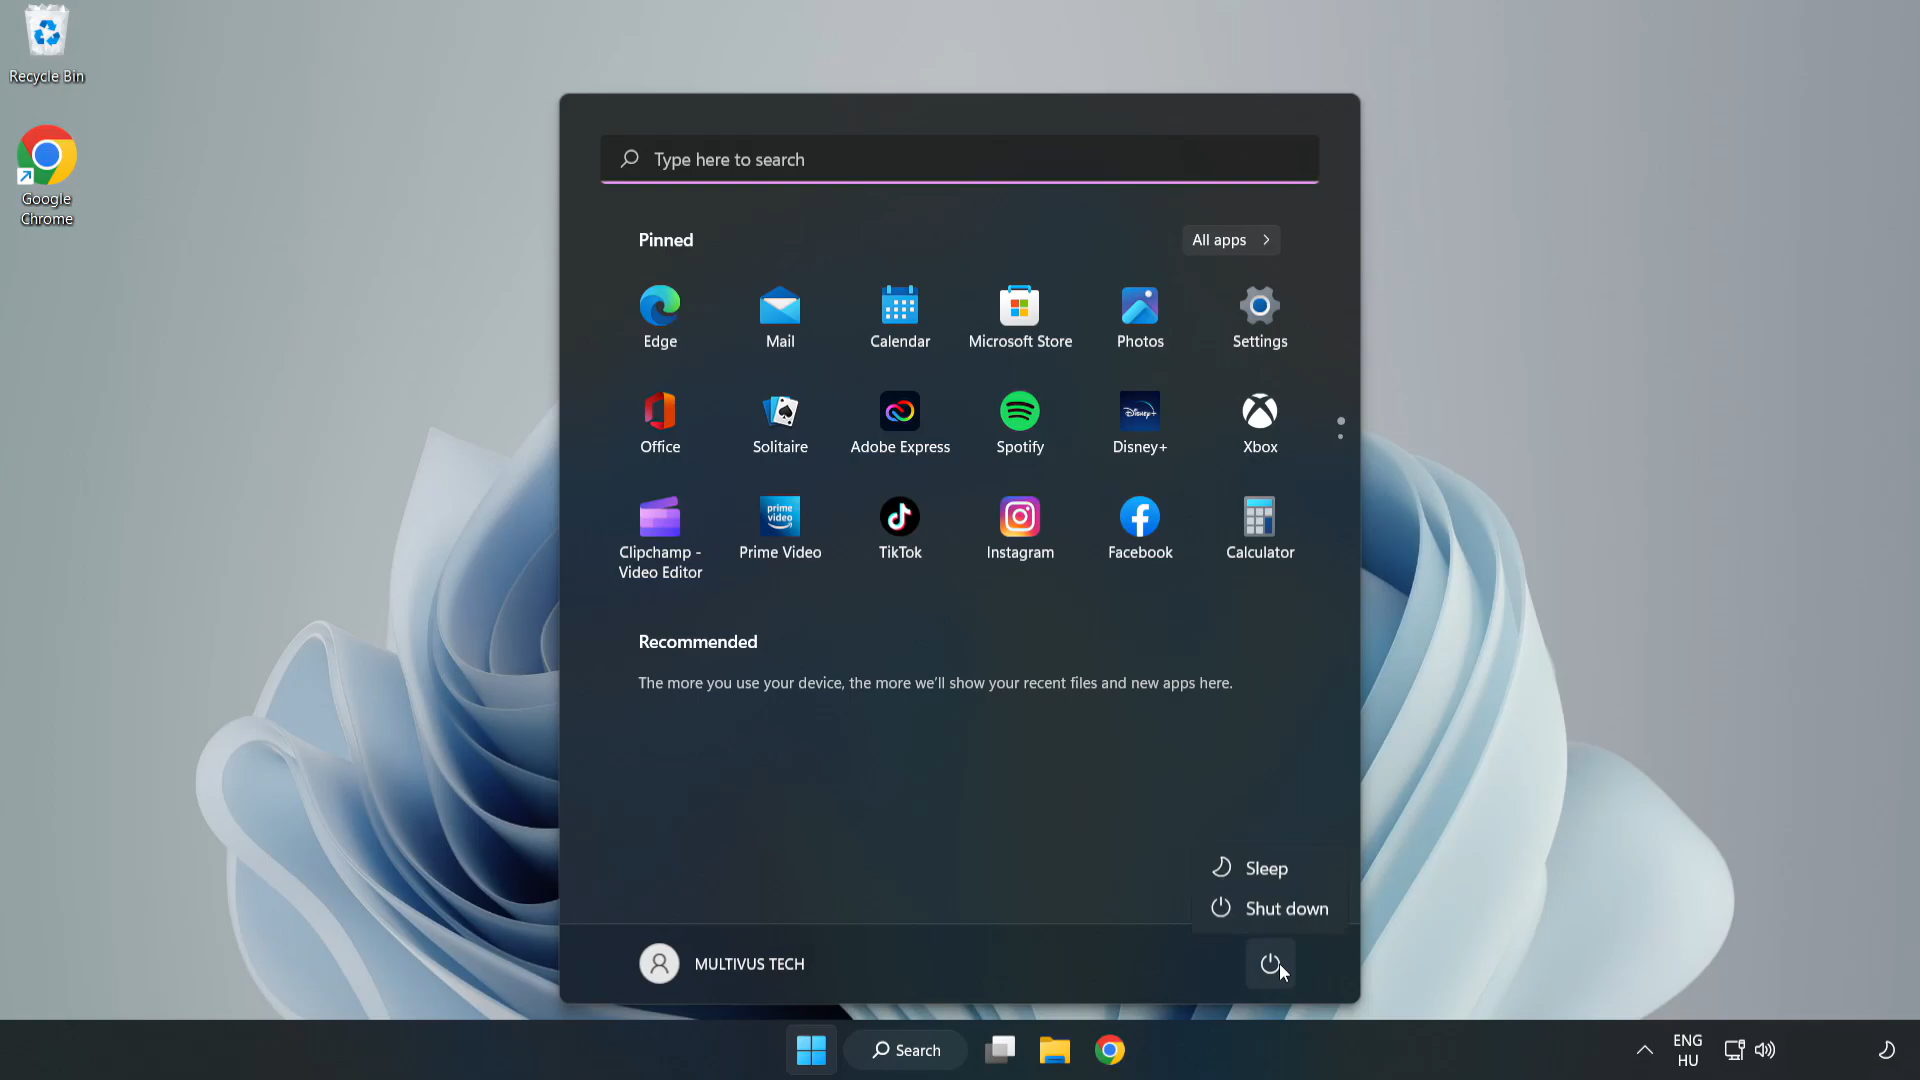 Recycle Bin
Google
Chrome
Type here to search
Pinned
All apps
Edge
Mail
Calendar
Microsoft Store
Photos
Settings
Office
Solitaire
Adobe Express
Disney+
Spotify
Disney+
Xbox
Clipchamp -
Video Editor
prime
video
Prime Video
TikTok
Instagram
Facebook
Calculator
Recommended
The more you use your device, the more we'll show your recent files and new apps here.
Sleep
Shut down
MULTIVUS TECH
Search
ENG
HU